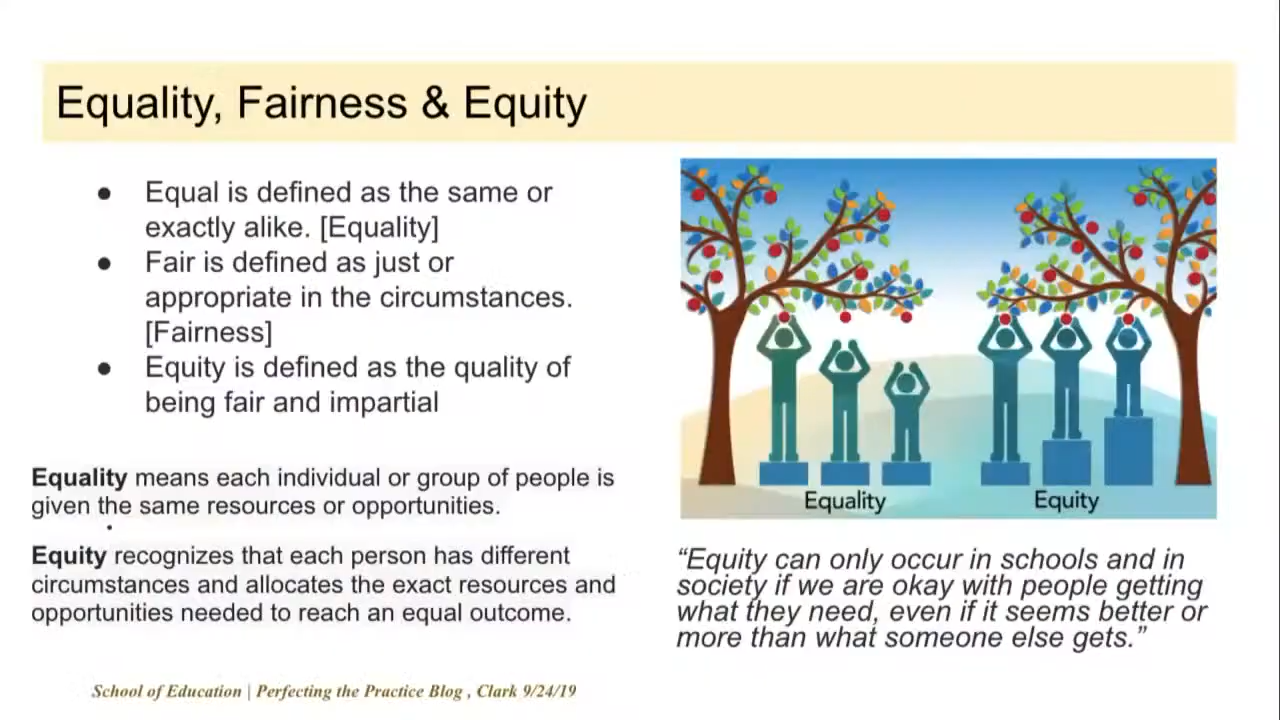 Equality, Fairness & Equity
● Equal is defined as the same or
exactly alike. [Equality]
● Fair is defined as just or
appropriate in the circumstances.
[Fairness]
● Equity is defined as the quality of
being fair and impartial
Equality means each individual or group of people is
given the same resources or opportunities.
Equity recognizes that each person has different
circumstances and allocates the exact resources and
opportunities needed to reach an equal outcome.
School of Education | Perfecting the Practice Blog , Clark 9/24/19
Equality
Equity
“Equity can only occur in schools and in
society if we are okay with people getting
what they need, even if it seems better or
more than what someone else gets.”